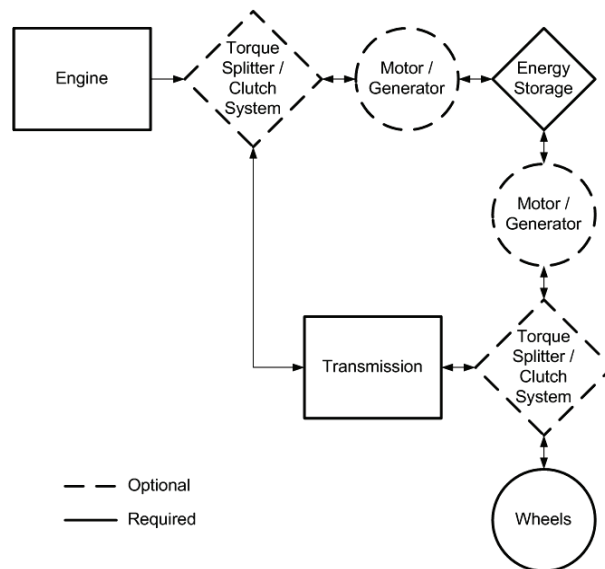 Engine
Torque
Splitter /
Clutch
System
Motor /
Generator
Energy
Storage
Motor /
Generator
Transmission
Torque
Splitter /
Clutch
System
Optional
Required
Wheels